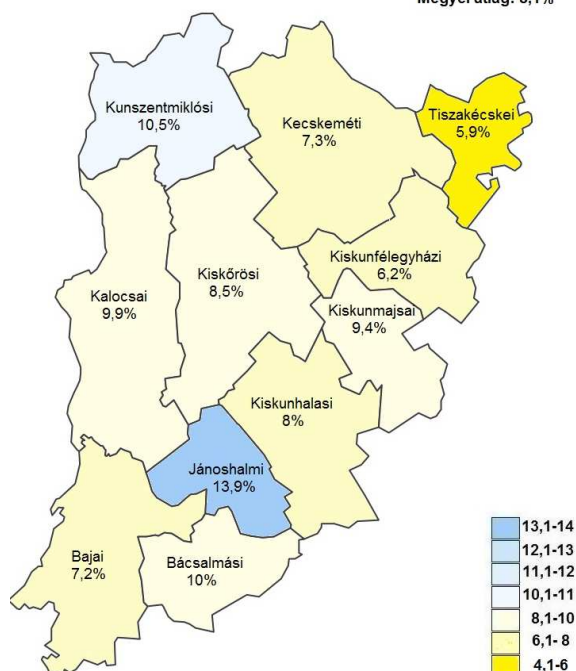 Megyei átlag: 8,1%
Kunszentmiklósi
10,5%
Kecskeméti
7,3%
Tiszakécskei
5,9%
Kiskunfélegyházi
6,2%
Kiskőrösi
8,5%
Kalocsai
9,9%
Kiskunmajsai
9,4%
Kiskunhalasi
8%
Jánoshalmi
13,9%
Bajai
7,2%
Bácsalmási
10%
13,1-14
12,1-13
11,1-12
10,1-11
8,1-10
6,1- 8
4,1-6